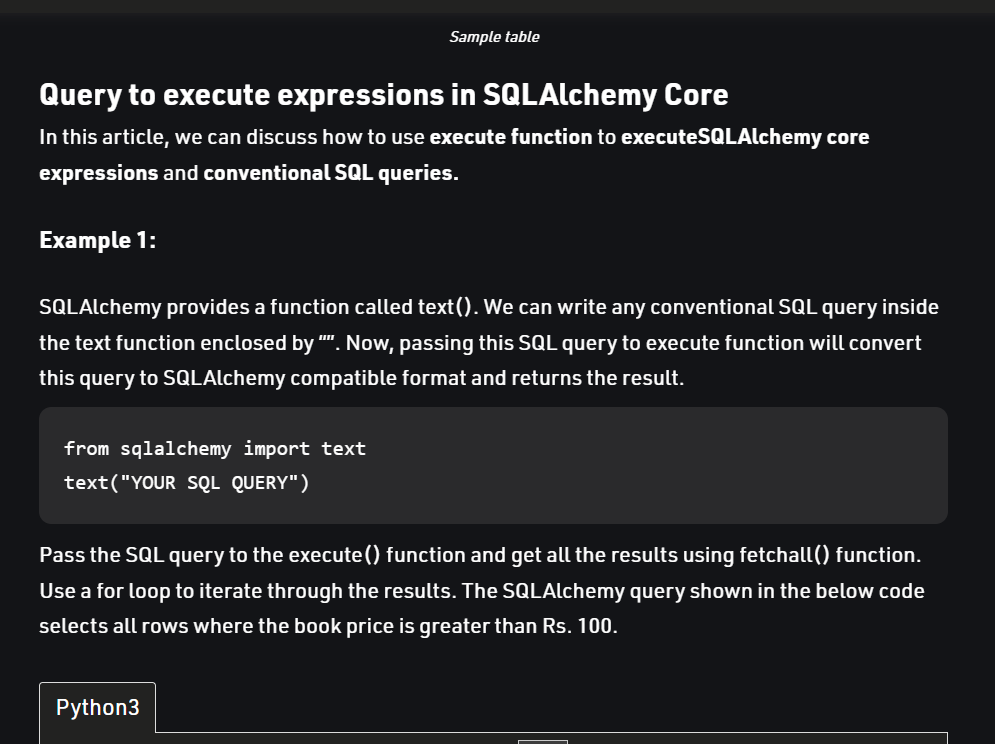 Sample table
Query to execute expressions in SQLAlchemy Core
In this article, we can discuss how to use execute function to executeSQLAlchemy core
expressions and conventional SQL queries.
Example 1:
SQLAlchemy provides a function called text(). We can write any conventional SQL query inside
the text function enclosed by “”. Now, passing this SQL query to execute function will convert
this query to SQLAlchemy compatible format and returns the result.
from sqlalchemy import text
text("YOUR SQL QUERY")
Pass the SQL query to the execute() function and get all the results using fetchall() function.
Use a for loop to iterate through the results. The SQLAlchemy query shown in the below code
selects all rows where the book price is greater than Rs. 100.
Python3